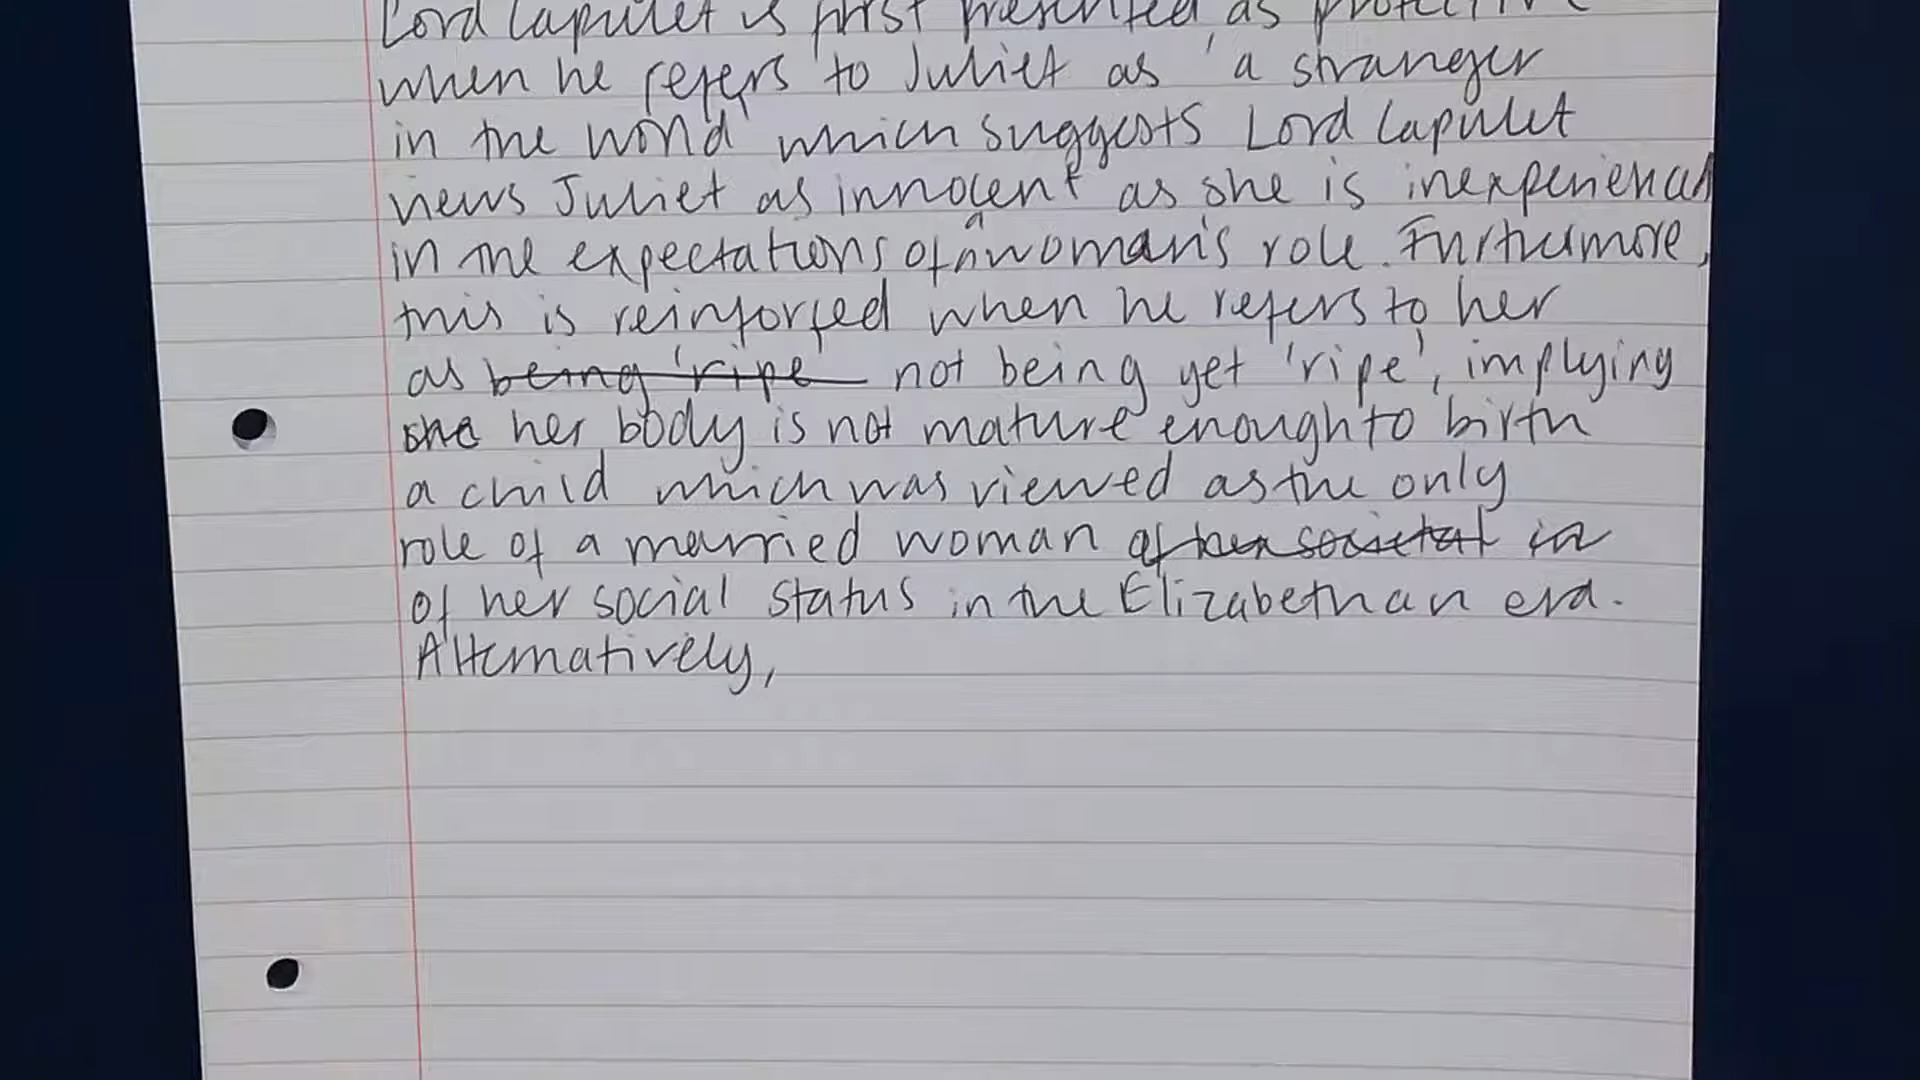 Lord Capulet is first presented as protective
when he refers to Juliet as 'a stranger
in the world' which suggests Lord Capulet
views Juliet as innocent as she is inexperienced
in the expectations of a woman's role. Furthermore,
this is reinforced when he refers to her
as being 'ripe' not being yet 'ripe', implying
she her body is not mature enough to birth
a child which was viewed as the only
role of a married woman of her societal in
of her social status in the Elizabethan era.
Alternatively,